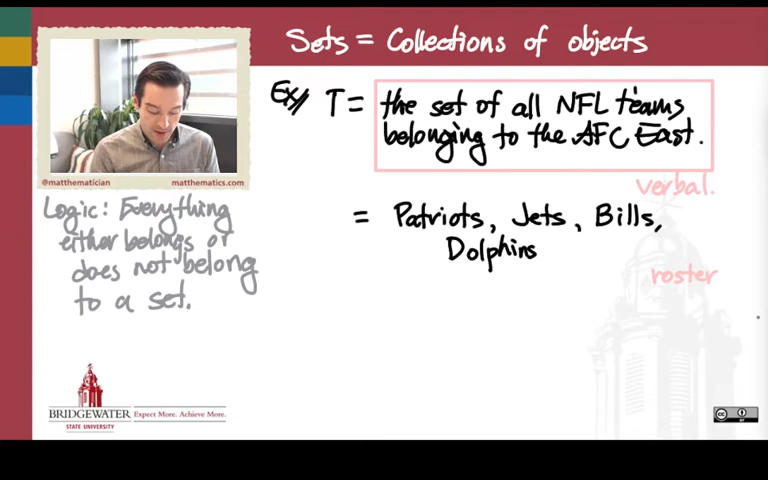 Sets = Collections of objects
Ex// T = the set of all NFL teams
belonging to the AFC East.
verbal.
= Patriots, Jets, Bills,
Dolphins
roster
@matthematician matthematics.com
Logic: Everything
either belongs or
does not belong
to a set.
BRIDGEWATER
STATE UNIVERSITY
Expect More. Achieve More.
cc
BY